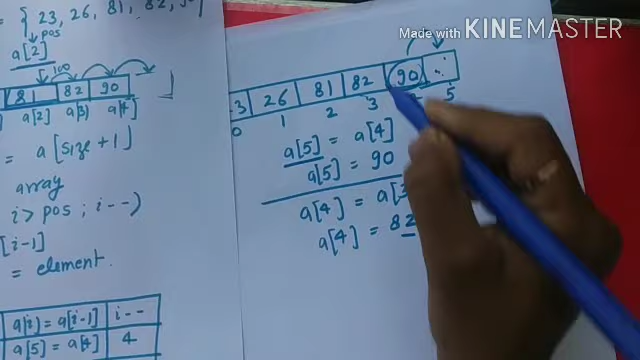 = { 23, 26, 81, 82,
pos
a[2]
100
81 82 90
a[2] a[3] a[4]
= a[size+1]
array
i > pos ; i--)
[i-1]
= element.
a[i] = a[i-1] i--
a[5] = a[4] 4
Made with KINEMASTER
3 26 81 82 90
0 1 2 3 5
a[5] = a[4]
a[5] = 90
a[4] = a[3
a[4] = 82